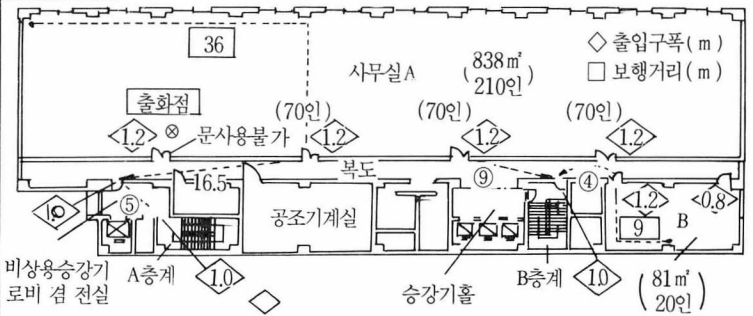 36
사무실A
838㎡
210인
◇ 출입구폭(m)
□ 보행거리(m)
출화점
(70인)
(70인)
(70인)
1.2
⊗
문사용불가
1.2
1.2
1.2
복도
16.5
⑨
④
⑤
1.2
0.8
공조기계실
9
B
비상용승강기
로비 겸 전실
A층계
1.0
승강기홀
B층계
1.0
81㎡
20인